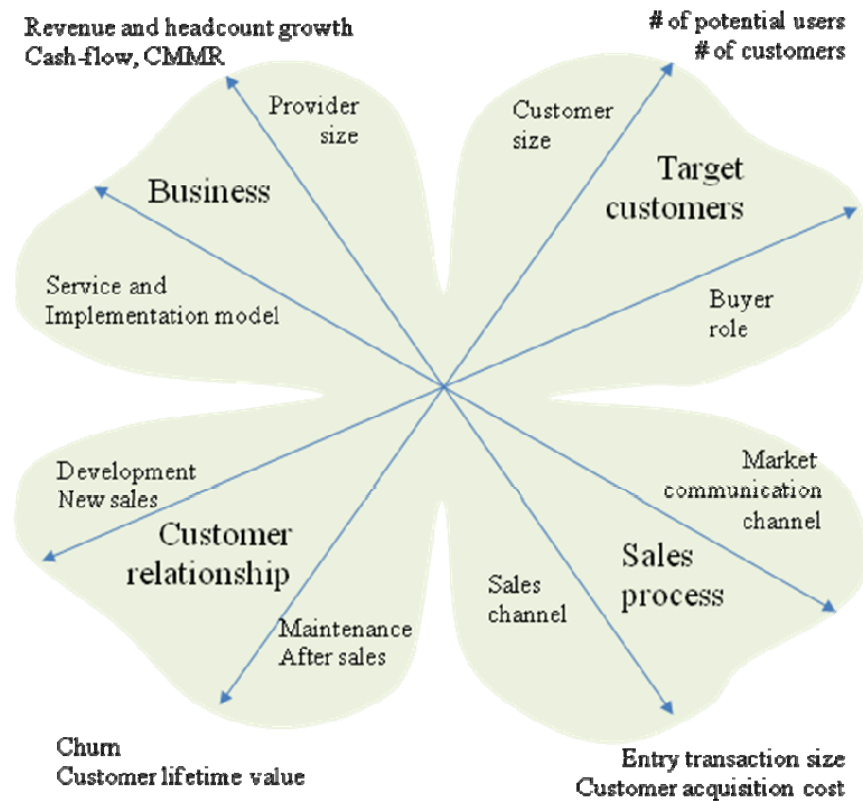 Revenue and headcount growth
Cash-flow, CMMR
# of potential users
# of customers
Provider
size
Business
Service and
Implementation model
Customer
size
Target
customers
Buyer
role
Development
New sales
Customer
relationship
Maintenance
After sales
Market
communication
channel
Sales
process
Sales
channel
Churn
Customer lifetime value
Entry transaction size
Customer acquisition cost